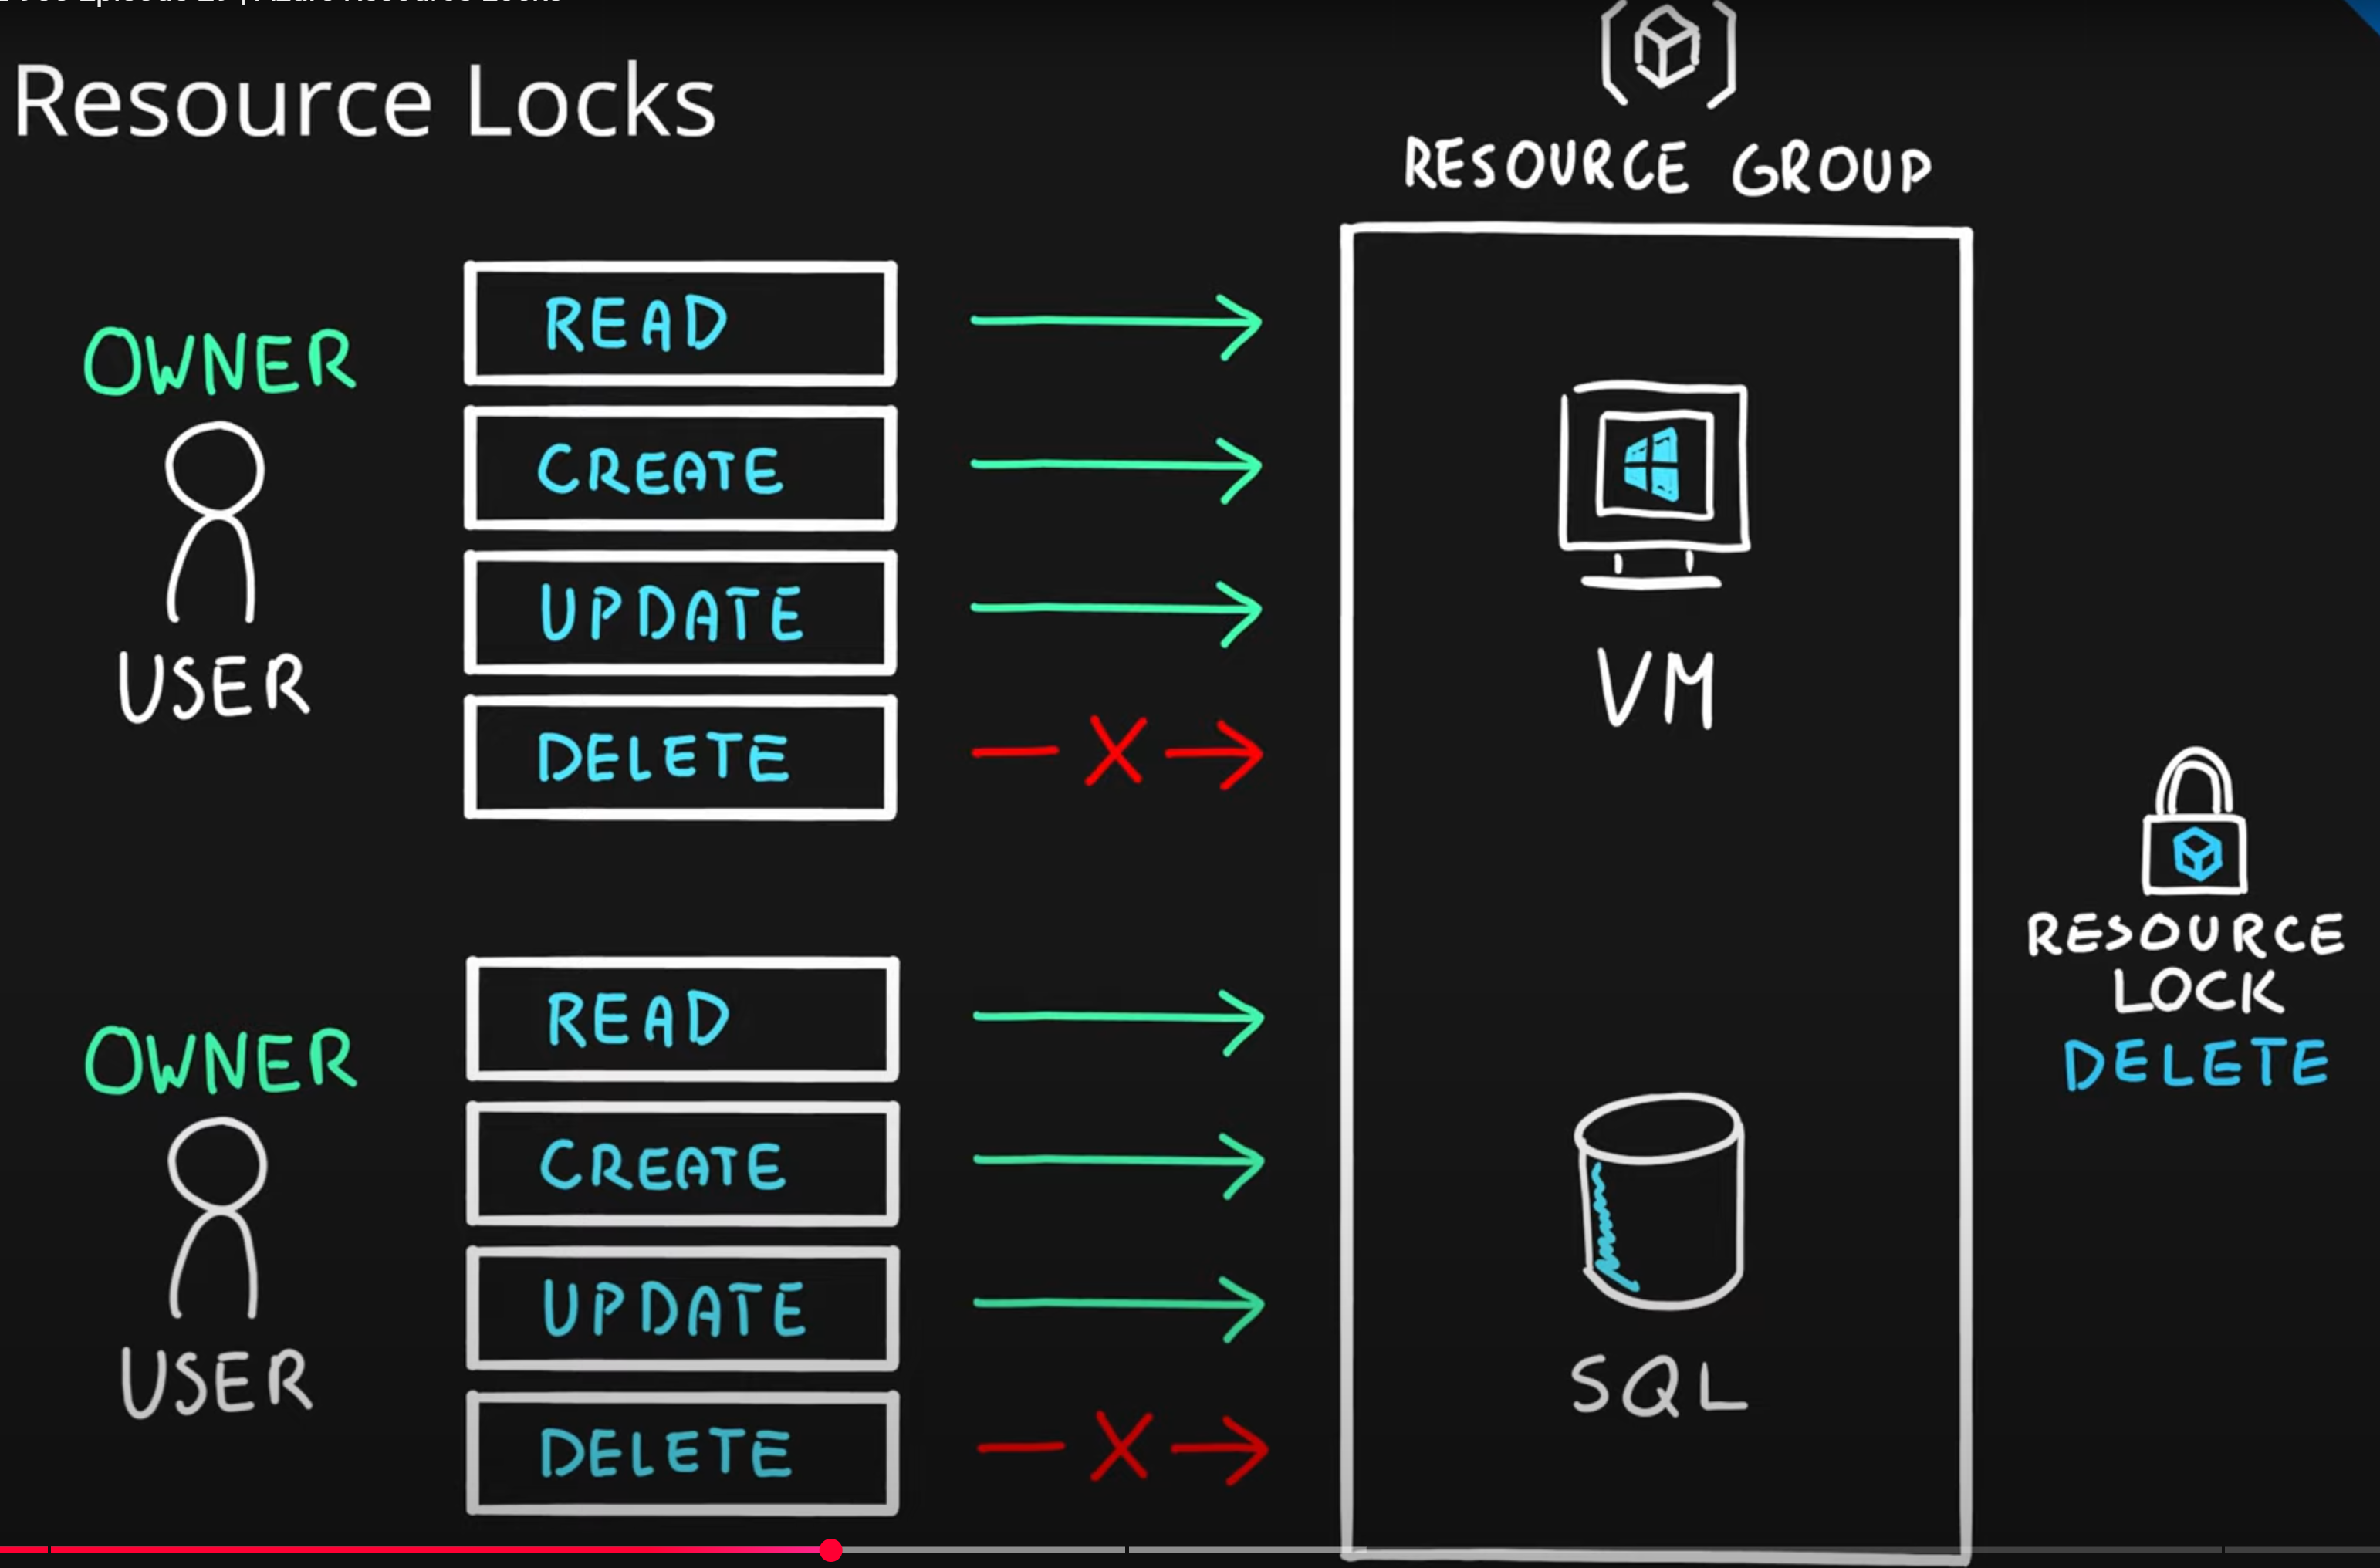 Resource Locks
RESOURCE GROUP
OWNER
USER
READ
CREATE
UPDATE
DELETE
VM
RESOURCE
LOCK
DELETE
OWNER
USER
READ
CREATE
UPDATE
DELETE
SQL